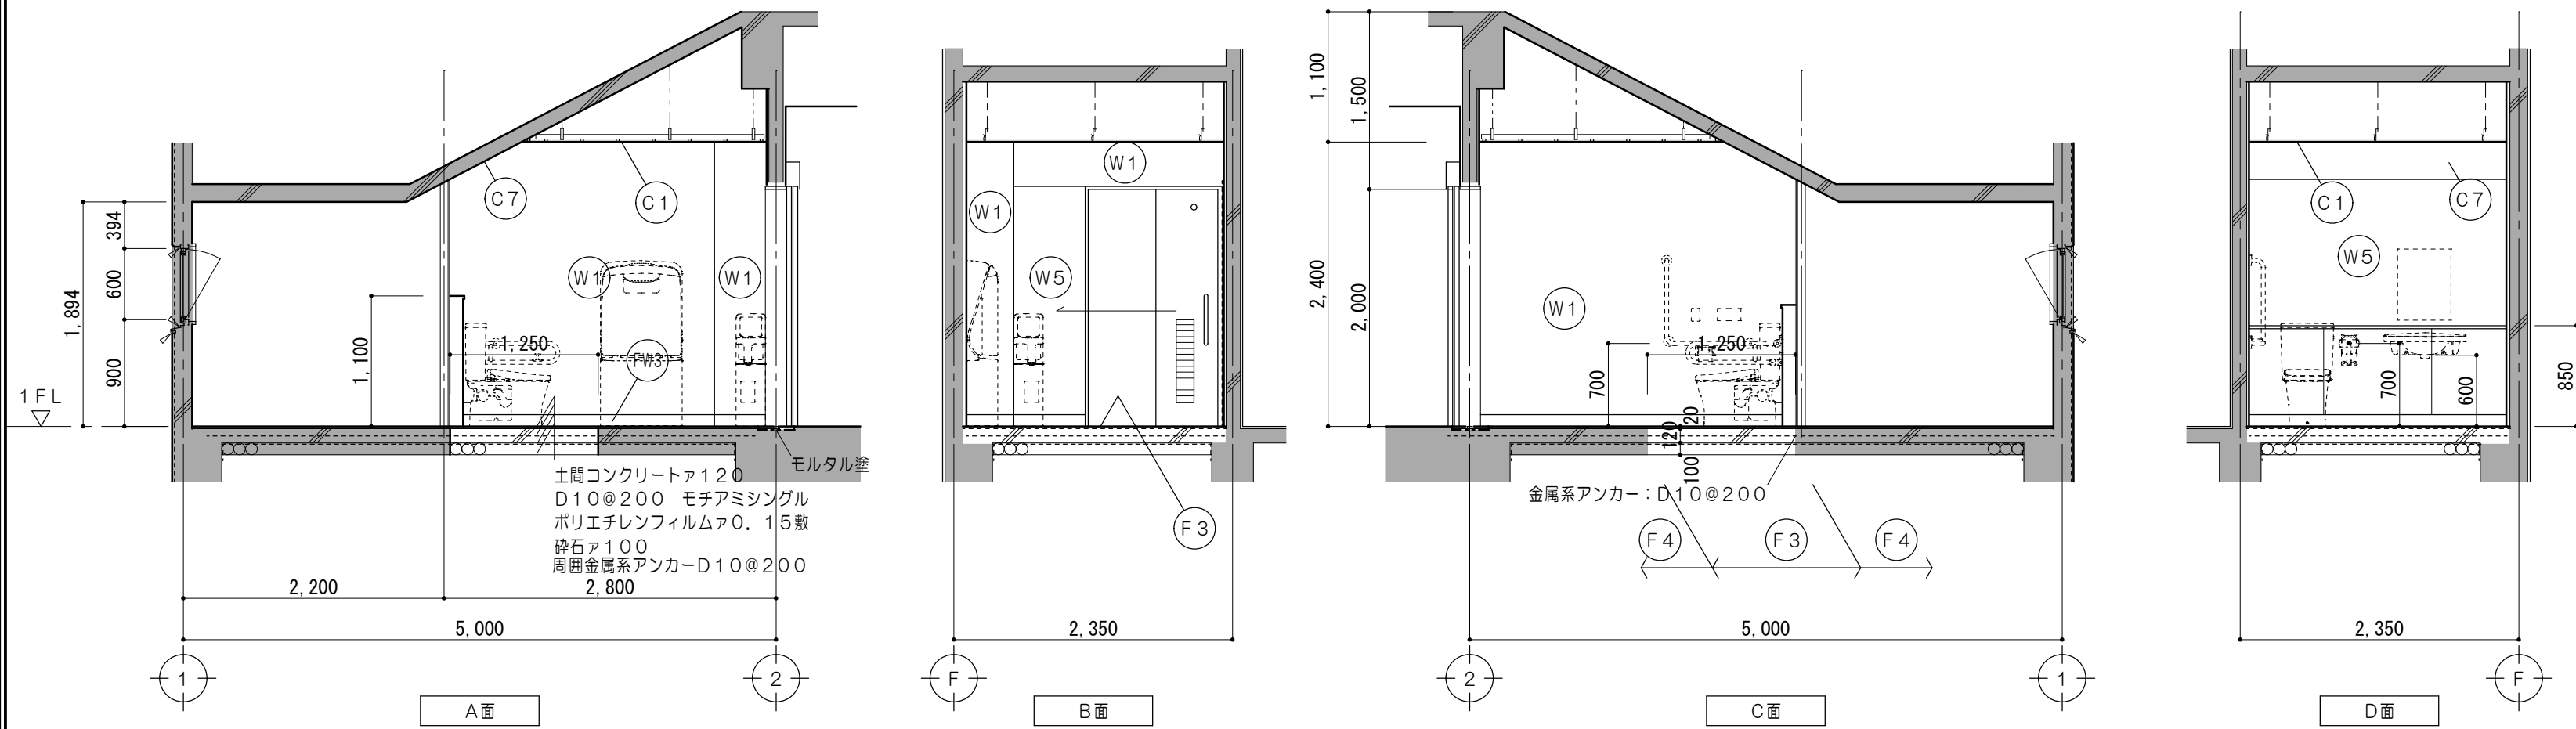 C7
C1
W1
W1
FW3
394
600
900
1,894
1,100
1,250
1FL
モルタル塗
土間コンクリートァ120
D10@200 モチアミシングル
ポリエチレンフィルムァ0．15敷
砕石ァ100
周囲金属系アンカーD10@200
2,200
2,800
5,000
1
2
A面
W1
W1
W5
F3
2,350
F
B面
1,100
1,500
2,400
2,000
W1
700
1,250
120
20
100
金属系アンカー：D10@200
F4
F3
F4
5,000
2
1
C面
C1
C7
W5
700
600
850
2,350
F
D面